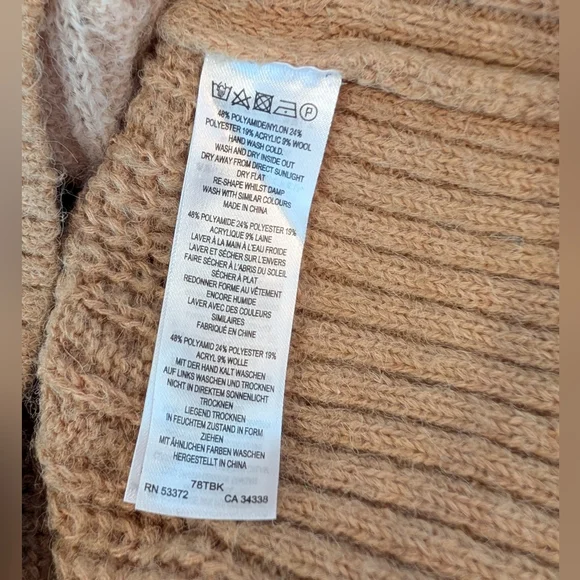 P
48% POLYAMIDE/NYLON 24%
POLYESTER 19% ACRYLIC 9% WOOL
HAND WASH COLD.
WASH AND DRY INSIDE OUT
DRY AWAY FROM DIRECT SUNLIGHT
DRY FLAT
RE-SHAPE WHILST DAMP
WASH WITH SIMILAR COLOURS
MADE IN CHINA
48% POLYAMIDE 24% POLYESTER 19%
ACRYLIQUE 9% LAINE
LAVER À LA MAIN À L'EAU FROIDE
LAVER ET SÉCHER SUR L'ENVERS
FAIRE SÉCHER À L'ABRIS DU SOLEIL
SÉCHER À PLAT
REDONNER FORME AU VÊTEMENT
ENCORE HUMIDE
LAVER AVEC DES COULEURS
SIMILAIRES
FABRIQUÉ EN CHINE
48% POLYAMID 24% POLYESTER 19%
ACRYL 9% WOLLE
MIT DER HAND KALT WASCHEN
AUF LINKS WASCHEN UND TROCKNEN
NICHT IN DIREKTEM SONNENLICHT
TROCKNEN
LIEGEND TROCKNEN
IN FEUCHTEM ZUSTAND IN FORM
ZIEHEN
MIT ÄHNLICHEN FARBEN WASCHEN
HERGESTELLT IN CHINA
78TBK
RN 53372 CA 34338